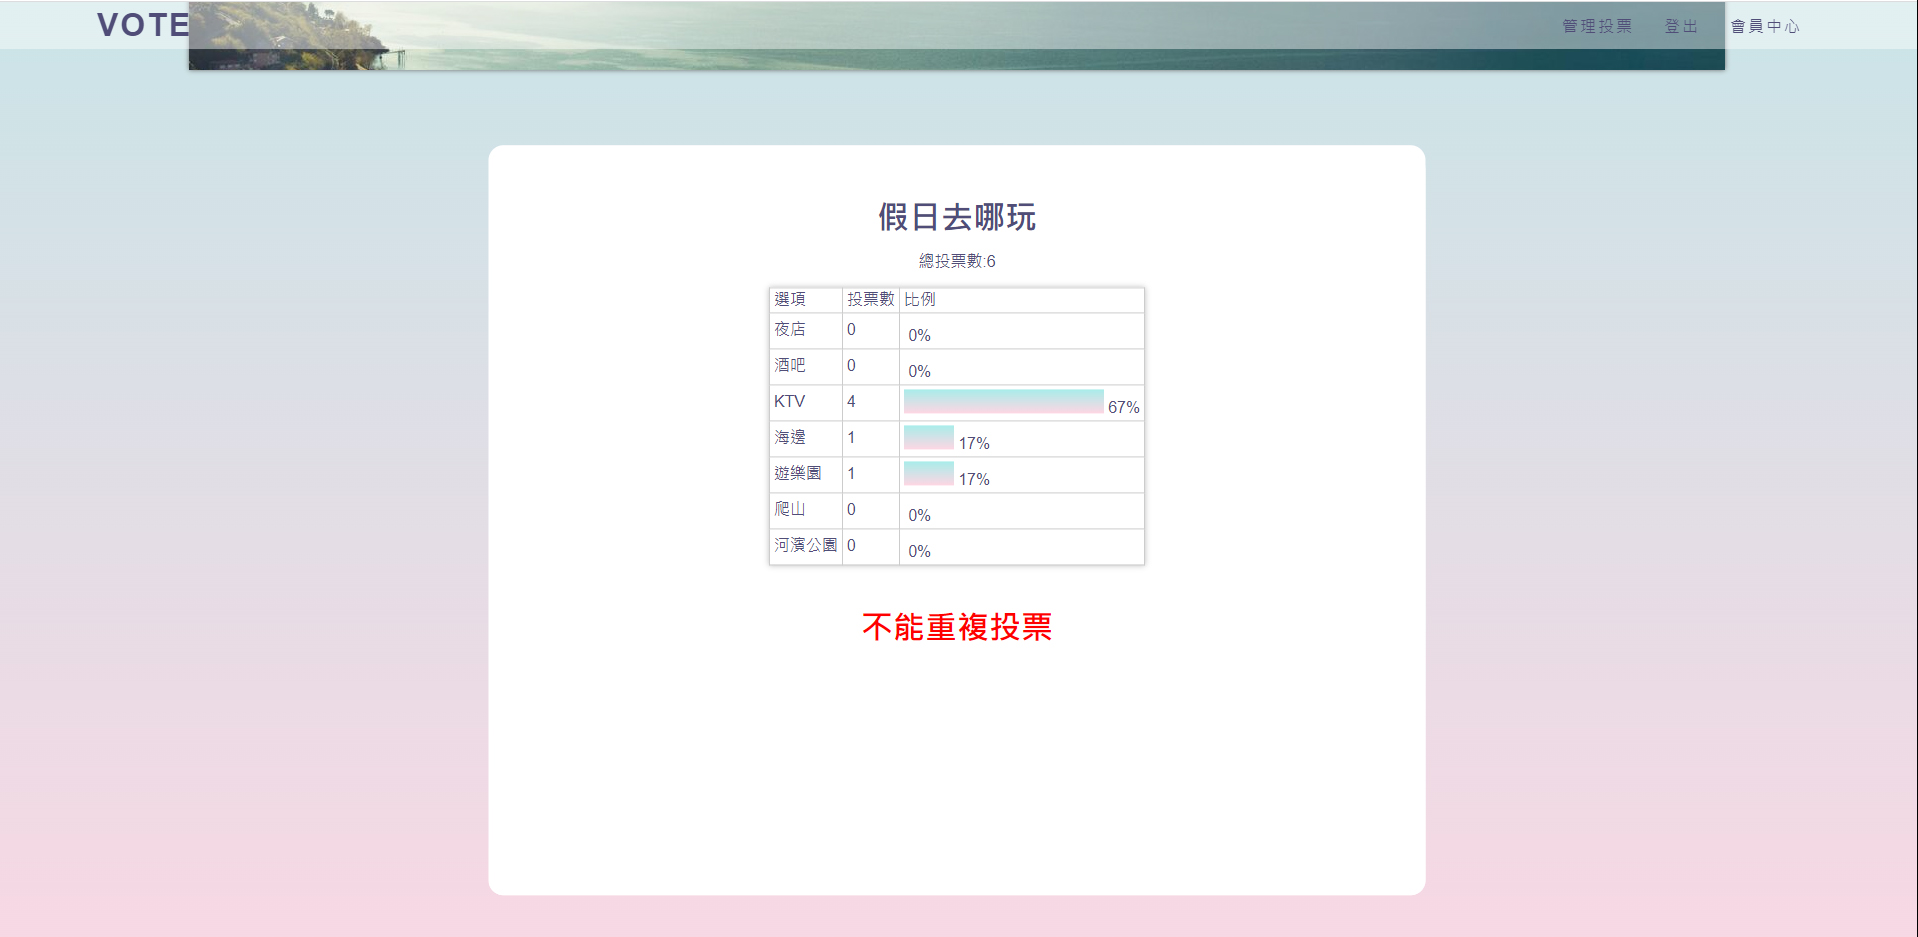 VOTE 管理投票 登出 會員中心
假日去哪玩
總投票數:6
選項 投票數 比例
夜店 0 0%
酒吧 0 0%
KTV 4 67%
海邊 1 17%
遊樂園 1 17%
爬山 0 0%
河濱公園 0 0%
不能重複投票